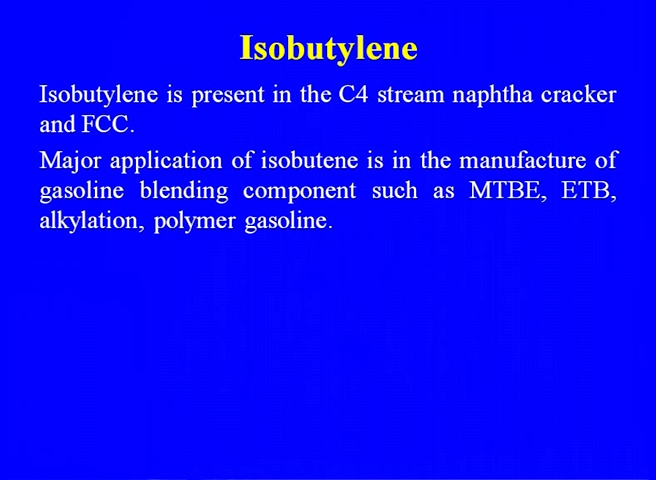 Isobutylene
Isobutylene is present in the C4 stream naphtha cracker
and FCC.
Major application of isobutene is in the manufacture of
gasoline blending component such as MTBE, ETB,
alkylation, polymer gasoline.